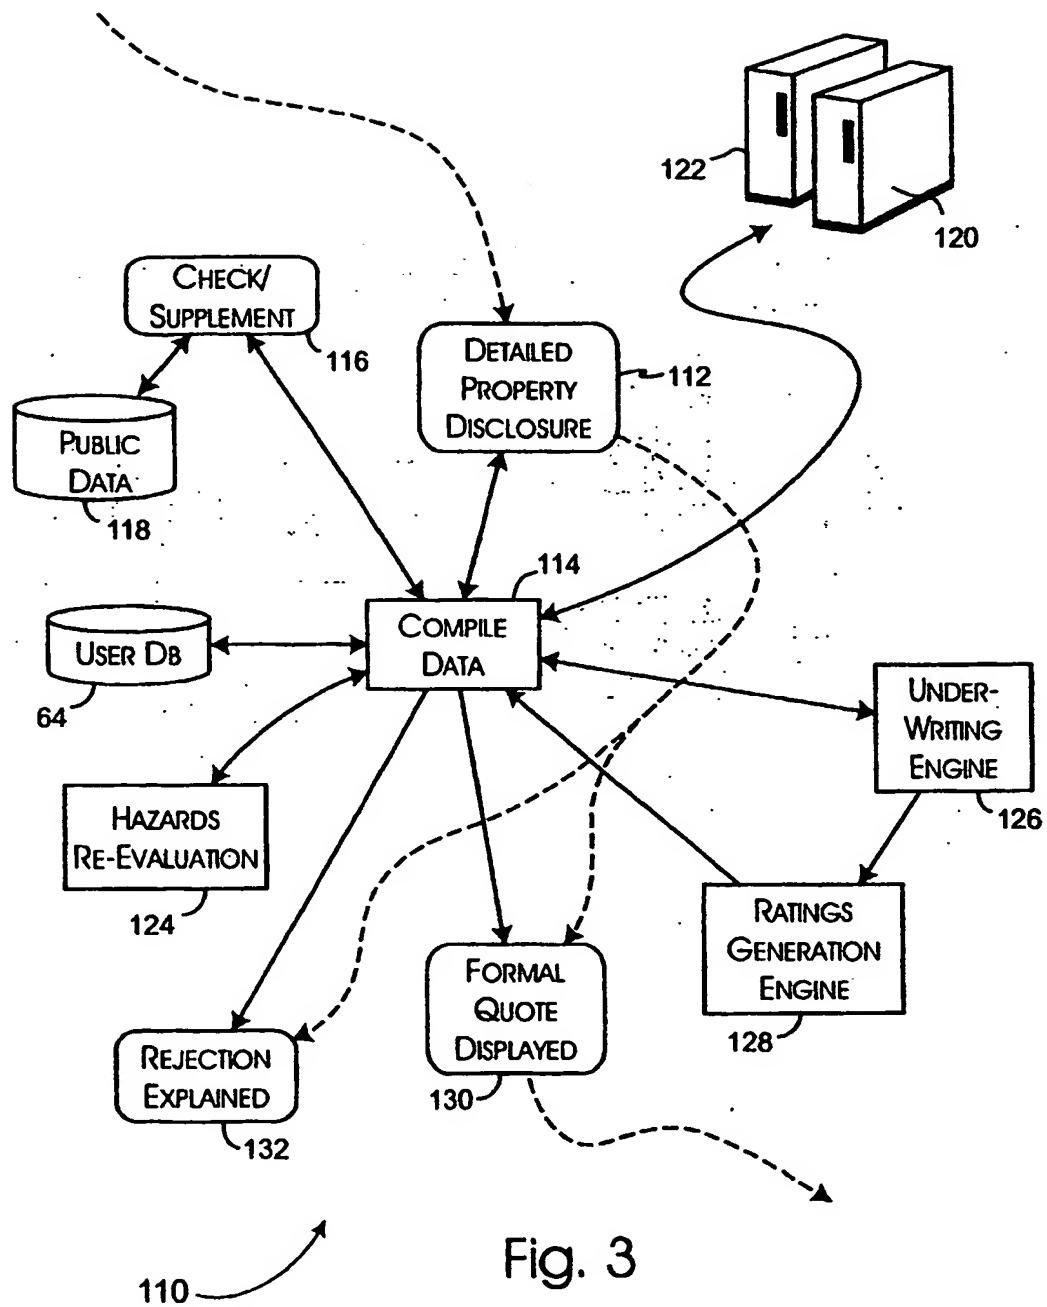 122
120
CHECK/
SUPPLEMENT
116
DETAILED
PROPERTY
DISCLOSURE
112
PUBLIC
DATA
118
114
COMPILE
DATA
USER DB
64
UNDER-
WRITING
ENGINE
126
HAZARDS
RE-EVALUATION
124
RATINGS
GENERATION
ENGINE
128
FORMAL
QUOTE
DISPLAYED
130
REJECTION
EXPLAINED
132
Fig. 3
110